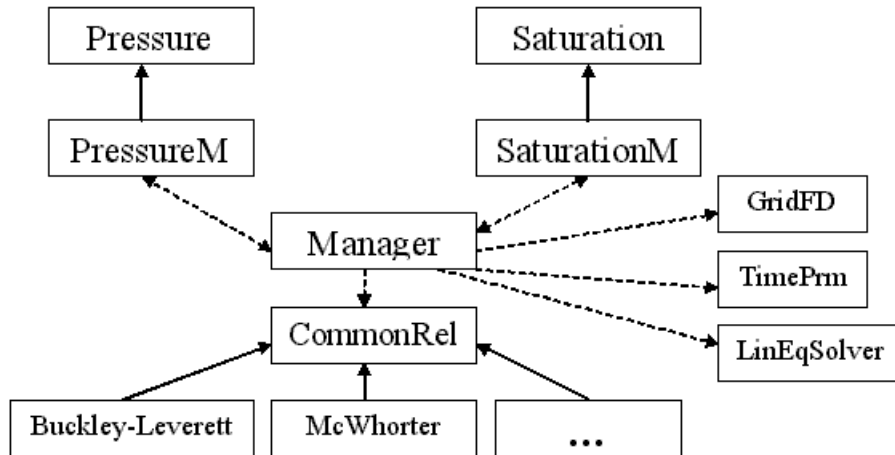 Pressure
Saturation
PressureM
SaturationM
GridFD
Manager
TimePrm
CommonRel
LinEqSolver
Buckley-Leverett
McWhorter
...